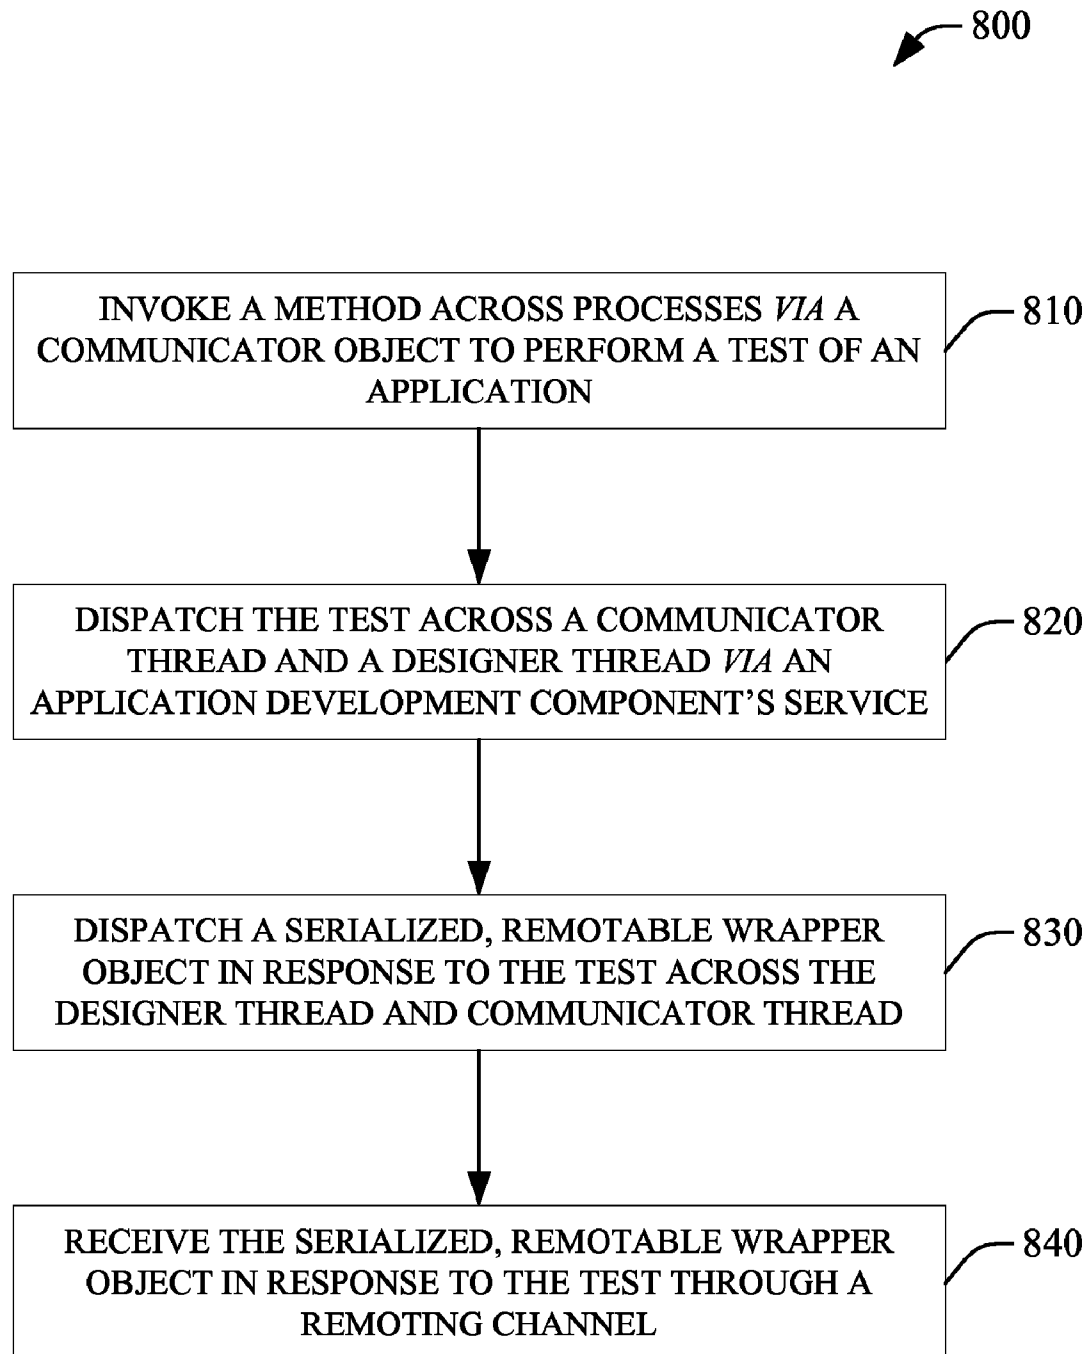 800
INVOKE A METHOD ACROSS PROCESSES VIA A
COMMUNICATOR OBJECT TO PERFORM A TEST OF AN
APPLICATION
810
DISPATCH THE TEST ACROSS A COMMUNICATOR
THREAD AND A DESIGNER THREAD VIA AN
APPLICATION DEVELOPMENT COMPONENT'S SERVICE
820
DISPATCH A SERIALIZED, REMOTABLE WRAPPER
OBJECT IN RESPONSE TO THE TEST ACROSS THE
DESIGNER THREAD AND COMMUNICATOR THREAD
830
RECEIVE THE SERIALIZED, REMOTABLE WRAPPER
OBJECT IN RESPONSE TO THE TEST THROUGH A
REMOTING CHANNEL
840